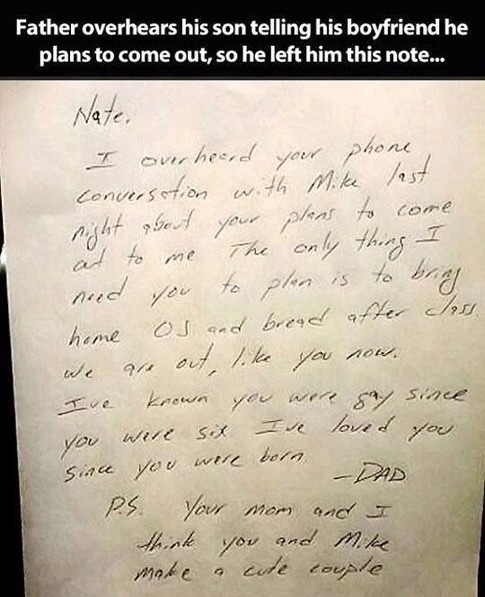 Father overhears his son telling his boyfriend he
plans to come out, so he left him this note...
Nate,
I overheard your phone
conversation with Mike last
night about your plans to come
out to me The only thing I
need you to plan is to bring
home OJ and bread after class.
We are out, like you now.
I've known you were gay since
you were six I've loved you
since you were born.
-DAD
P.S. Your mom and I
think you and Mike
make a cute couple